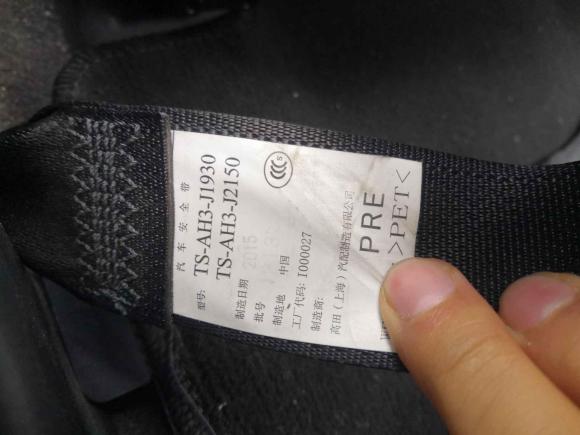 汽车安全带
型号: TS-AH3-J1930
TS-AH3-J2150
制造日期 2015
批号
制造地 中国
工厂代码: I000027
制造商:
高田(上海)汽配制造有限公司
PRE
>PET<
S